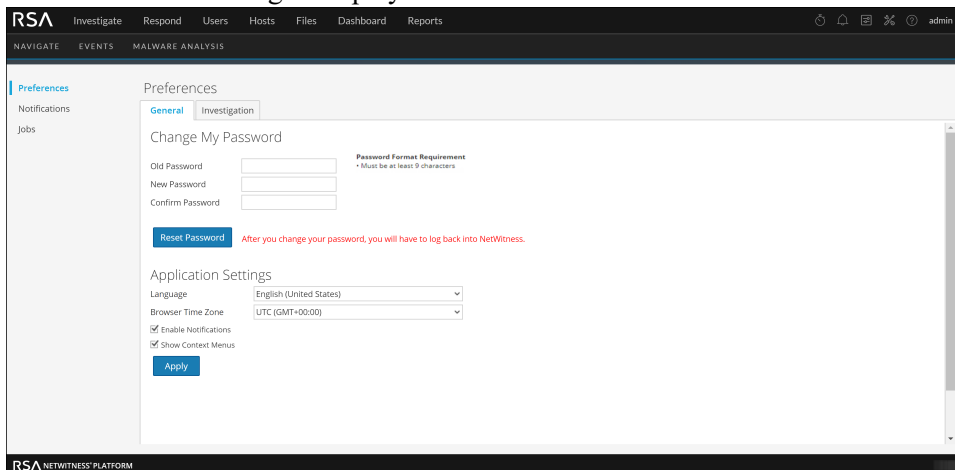 RSA Investigate Respond Users Hosts Files Dashboard Reports admin
NAVIGATE EVENTS MALWARE ANALYSIS
Preferences
Notifications
Jobs
Preferences
General Investigation
Change My Password
Password Format Requirement
• Must be at least 9 characters
Old Password
New Password
Confirm Password
Reset Password After you change your password, you will have to log back into NetWitness.
Application Settings
Language English (United States)
Browser Time Zone UTC (GMT+00:00)
Enable Notifications
Show Context Menus
Apply
RSA NETWITNESS® PLATFORM